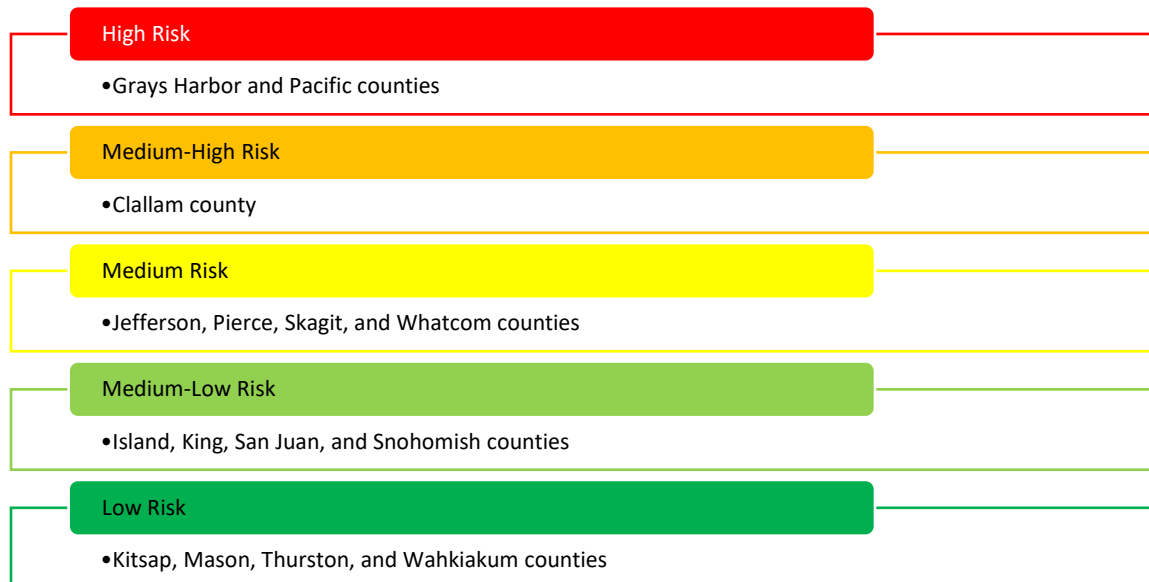 High Risk
•Grays Harbor and Pacific counties
Medium-High Risk
•Clallam county
Medium Risk
•Jefferson, Pierce, Skagit, and Whatcom counties
Medium-Low Risk
•Island, King, San Juan, and Snohomish counties
Low Risk
•Kitsap, Mason, Thurston, and Wahkiakum counties